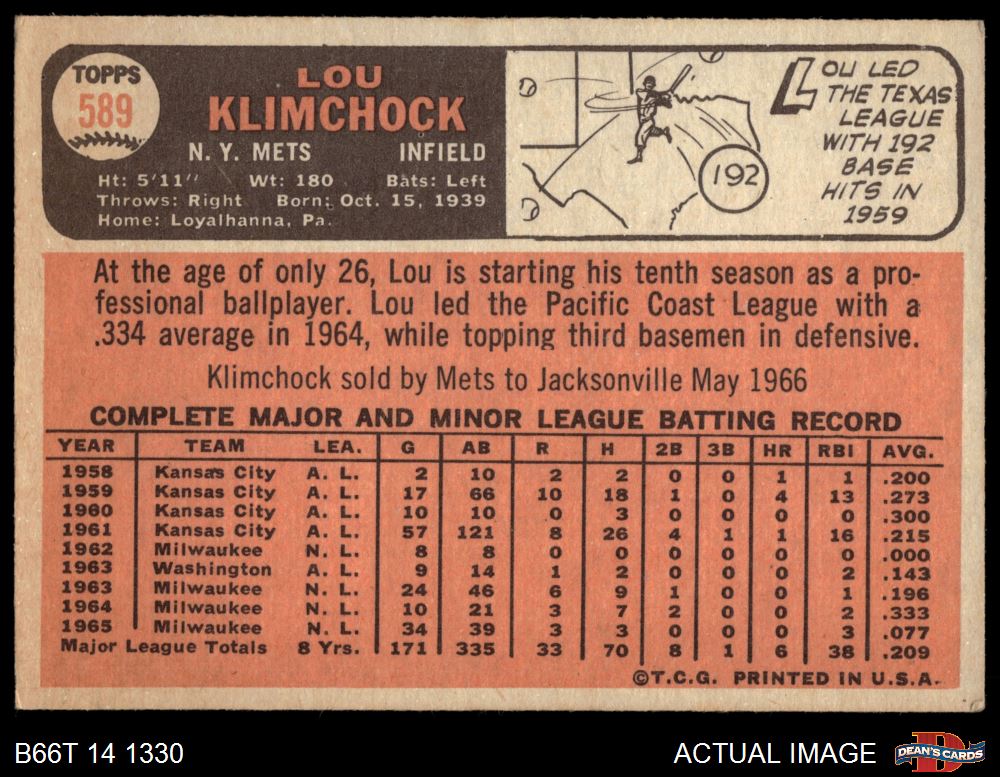 TOPPS
589
LOU
KLIMCHOCK
N. Y. METS INFIELD
Ht: 5'11" Wt: 180 Bats: Left
Throws: Right Born: Oct. 15, 1939
Home: Loyalhanna, Pa.
192
LOU LED
THE TEXAS
LEAGUE
WITH 192
BASE
HITS IN
1959
At the age of only 26, Lou is starting his tenth season as a pro-
fessional ballplayer. Lou led the Pacific Coast League with a
.334 average in 1964, while topping third basemen in defensive.
Klimchock sold by Mets to Jacksonville May 1966
COMPLETE MAJOR AND MINOR LEAGUE BATTING RECORD
YEAR TEAM LEA. G AB R H 2B 3B HR RBI AVG.
1958 Kansas City A. L. 2 10 2 2 0 0 1 1 .200
1959 Kansas City A. L. 17 66 10 18 1 0 4 13 .273
1960 Kansas City A. L. 10 10 0 3 0 0 0 0 .300
1961 Kansas City A. L. 57 121 8 26 4 1 1 16 .215
1962 Milwaukee N. L. 8 8 0 0 0 0 0 0 .000
1963 Washington A. L. 9 14 1 2 0 0 0 2 .143
1963 Milwaukee N. L. 24 46 6 9 1 0 0 1 .196
1964 Milwaukee N. L. 10 21 3 7 2 0 0 2 .333
1965 Milwaukee N. L. 34 39 3 3 0 0 0 3 .077
Major League Totals 8 Yrs. 171 335 33 70 8 1 6 38 .209
©T.C.G. PRINTED IN U.S.A.
B66T 14 1330 ACTUAL IMAGE
DEAN'S CARDS